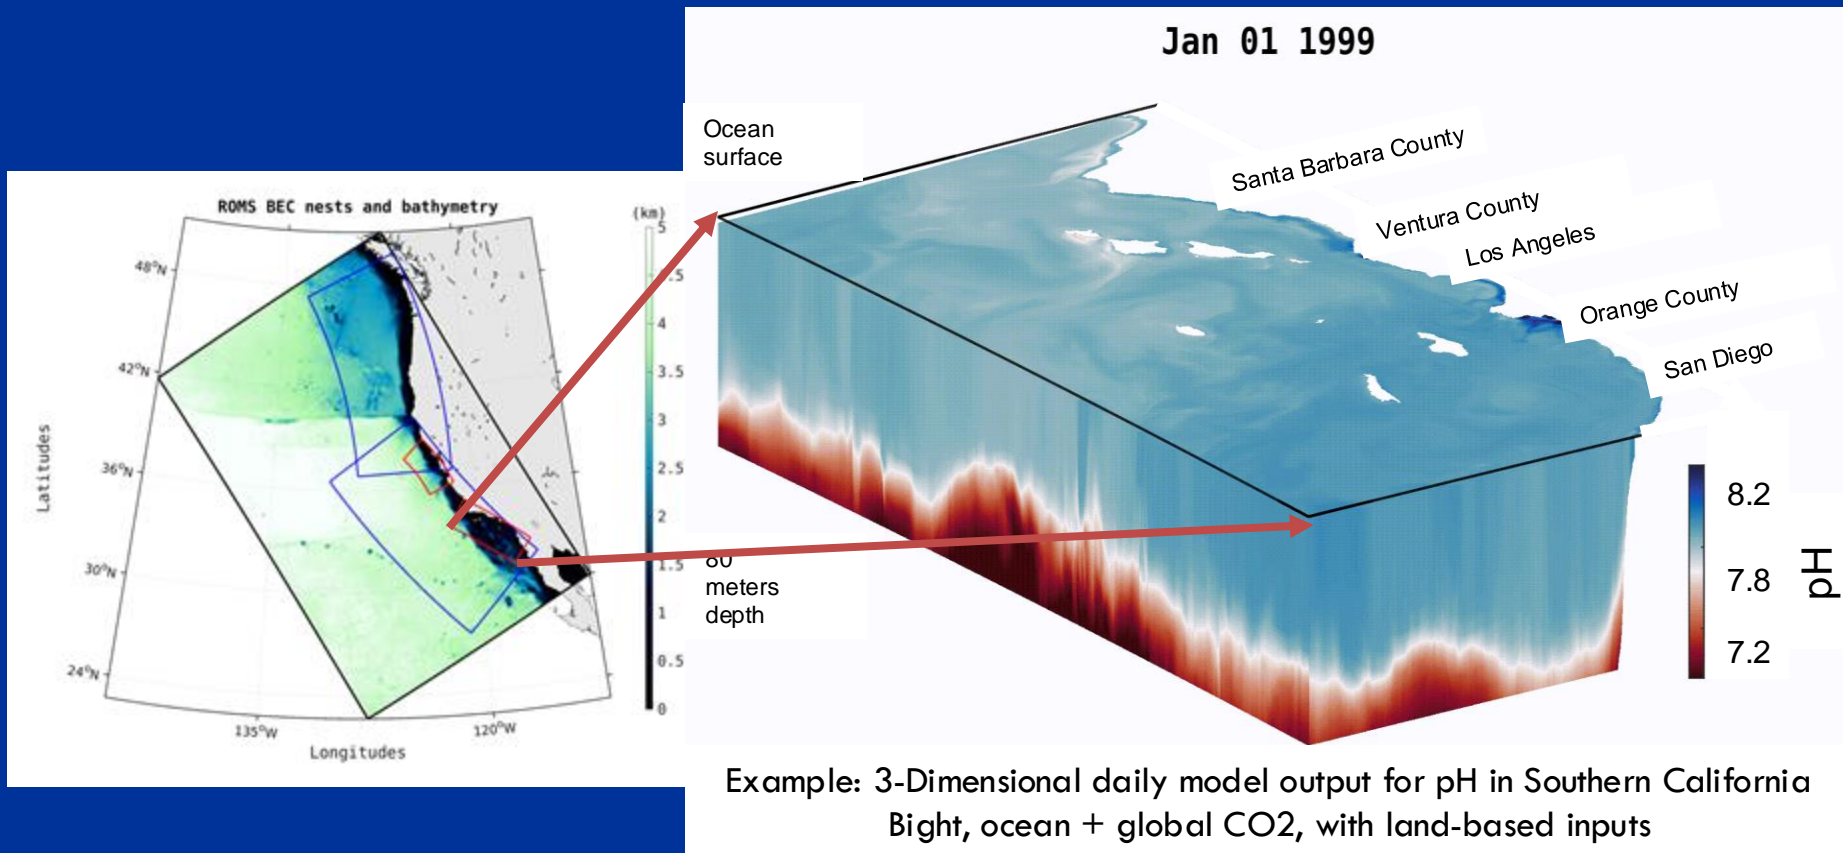 Jan 01 1999
Ocean
surface
Santa Barbara County
Ventura County
Los Angeles
Orange County
San Diego
ROMS BEC nests and bathymetry
(km)
5
4.5
4
3.5
3
2.5
2
1.5
1
0.5
0
48°N
42°N
36°N
30°N
24°N
Latitudes
135°W
120°W
Longitudes
80
meters
depth
8.2
7.8
7.2
pH
Example: 3-Dimensional daily model output for pH in Southern California
Bight, ocean + global CO2, with land-based inputs